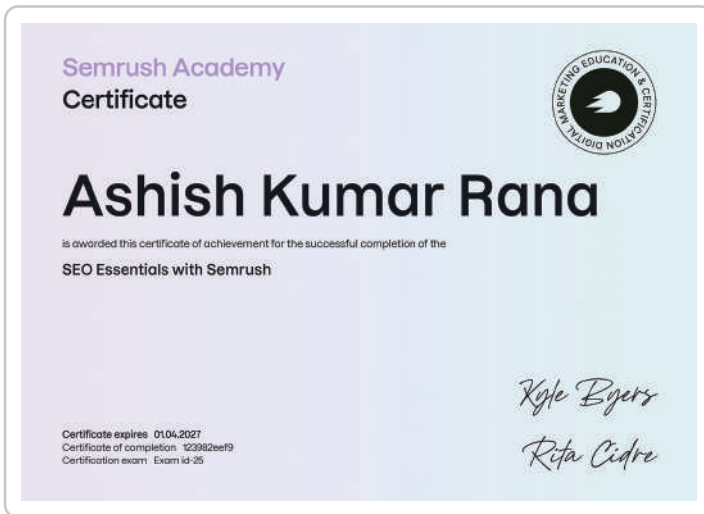 Semrush Academy
Certificate
DIGITAL MARKETING EDUCATION & CERTIFICATION
Ashish Kumar Rana
is awarded this certificate of achievement for the successful completion of the
SEO Essentials with Semrush
Kyle Byers
Rita Cidre
Certificate expires 01.04.2027
Certificate of completion 123982eef9
Certification exam Exam id-25